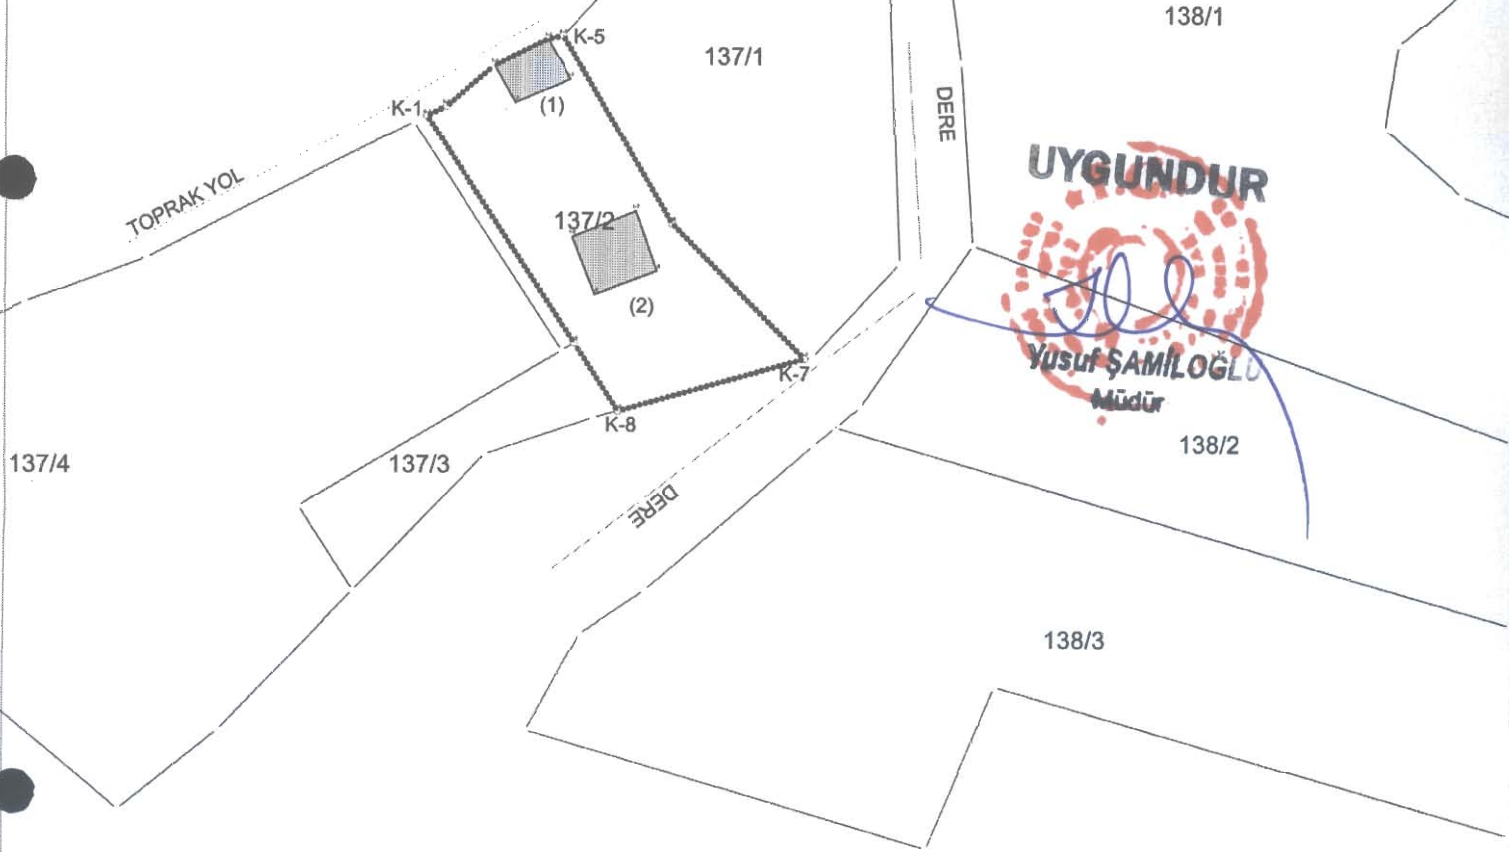 138/1
K-5
137/1
K-1
(1)
DERE
UYGUNDUR
TOPRAK YOL
137/2
(2)
Yusuf ŞAMİLOĞLU
Müdür
K-7
K-8
138/2
137/4
137/3
DERE
138/3